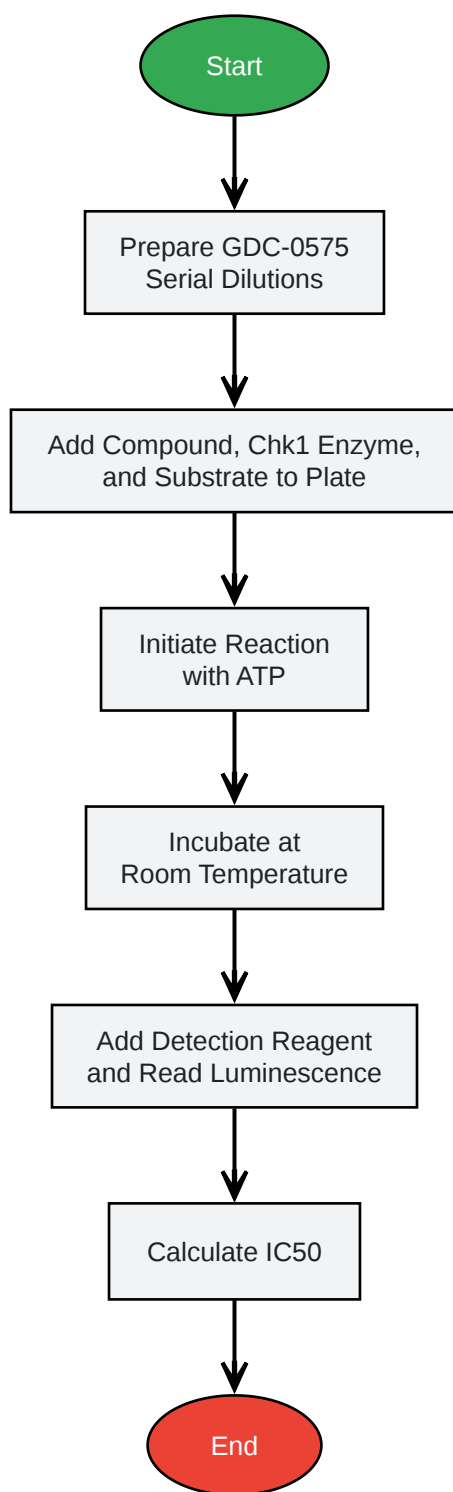 Start
Prepare GDC-0575
Serial Dilutions
Add Compound, Chk1 Enzyme,
and Substrate to Plate
Initiate Reaction
with ATP
Incubate at
Room Temperature
Add Detection Reagent
and Read Luminescence
Calculate IC50
End